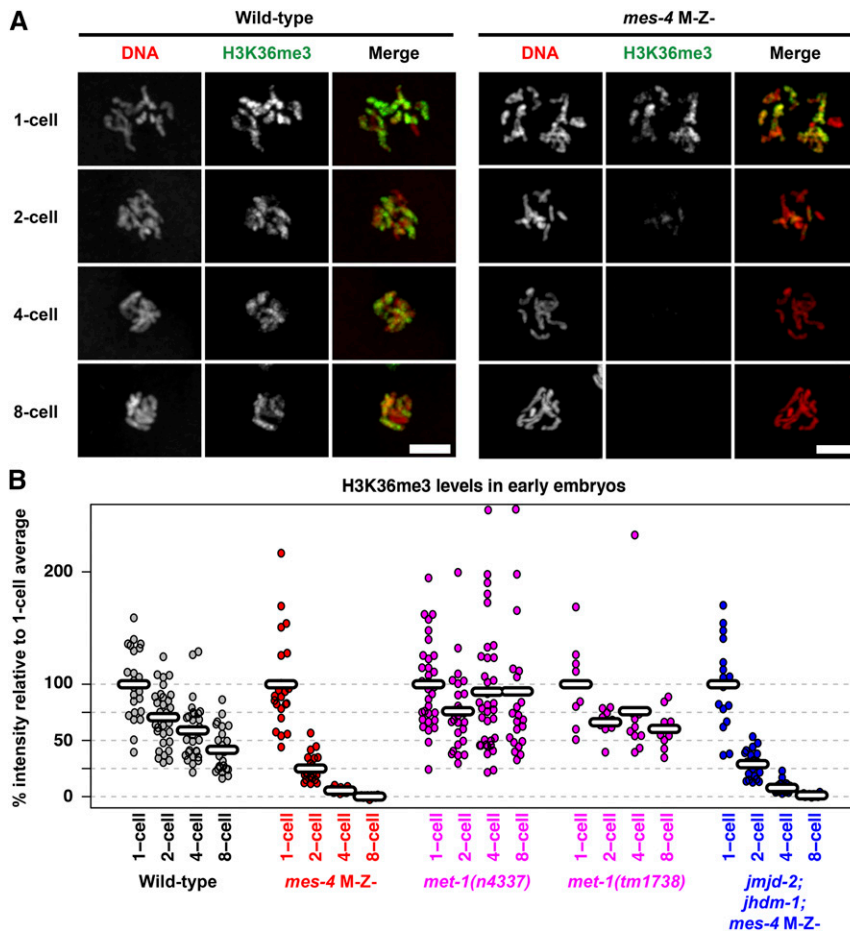 A
Wild-type
mes-4 M-Z-
DNA H3K36me3 Merge
DNA H3K36me3 Merge
1-cell
2-cell
4-cell
8-cell
B
H3K36me3 levels in early embryos
% intensity relative to 1-cell average
200
100
50
0
1-cell 2-cell 4-cell 8-cell
1-cell 2-cell 4-cell 8-cell
1-cell 2-cell 4-cell 8-cell
1-cell 2-cell 4-cell 8-cell
1-cell 2-cell 4-cell 8-cell
Wild-type
mes-4 M-Z-
met-1(n4337)
met-1(tm1738)
jmjd-2;
jhdm-1;
mes-4 M-Z-